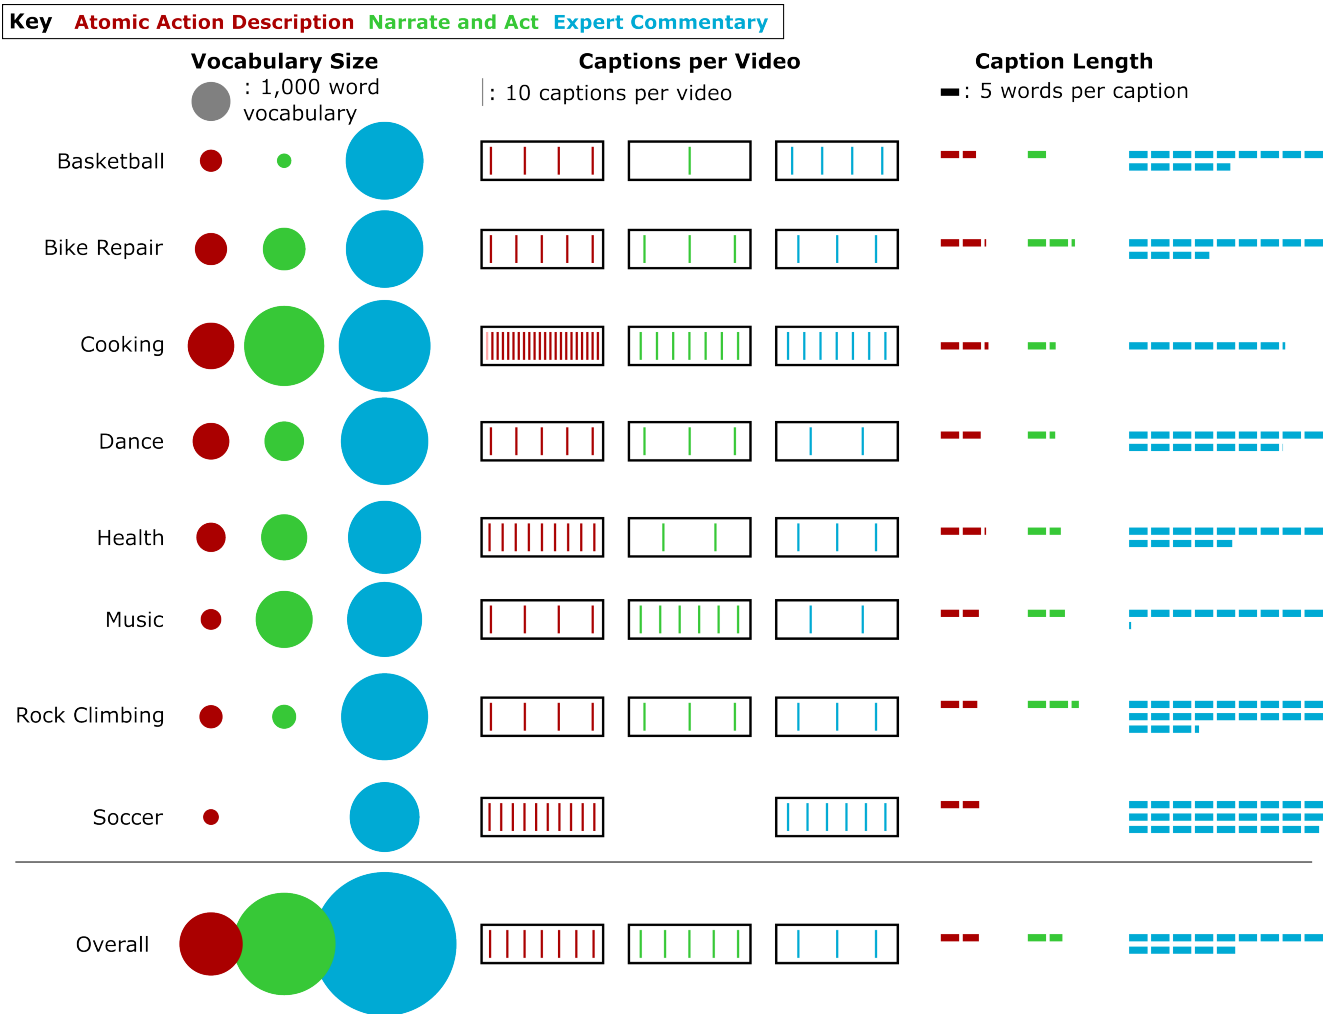 Key Atomic Action Description Narrate and Act Expert Commentary
Vocabulary Size Captions per Video Caption Length
: 1,000 word
vocabulary
: 10 captions per video
: 5 words per caption
Basketball
Bike Repair
Cooking
Dance
Health
Music
Rock Climbing
Soccer
Overall